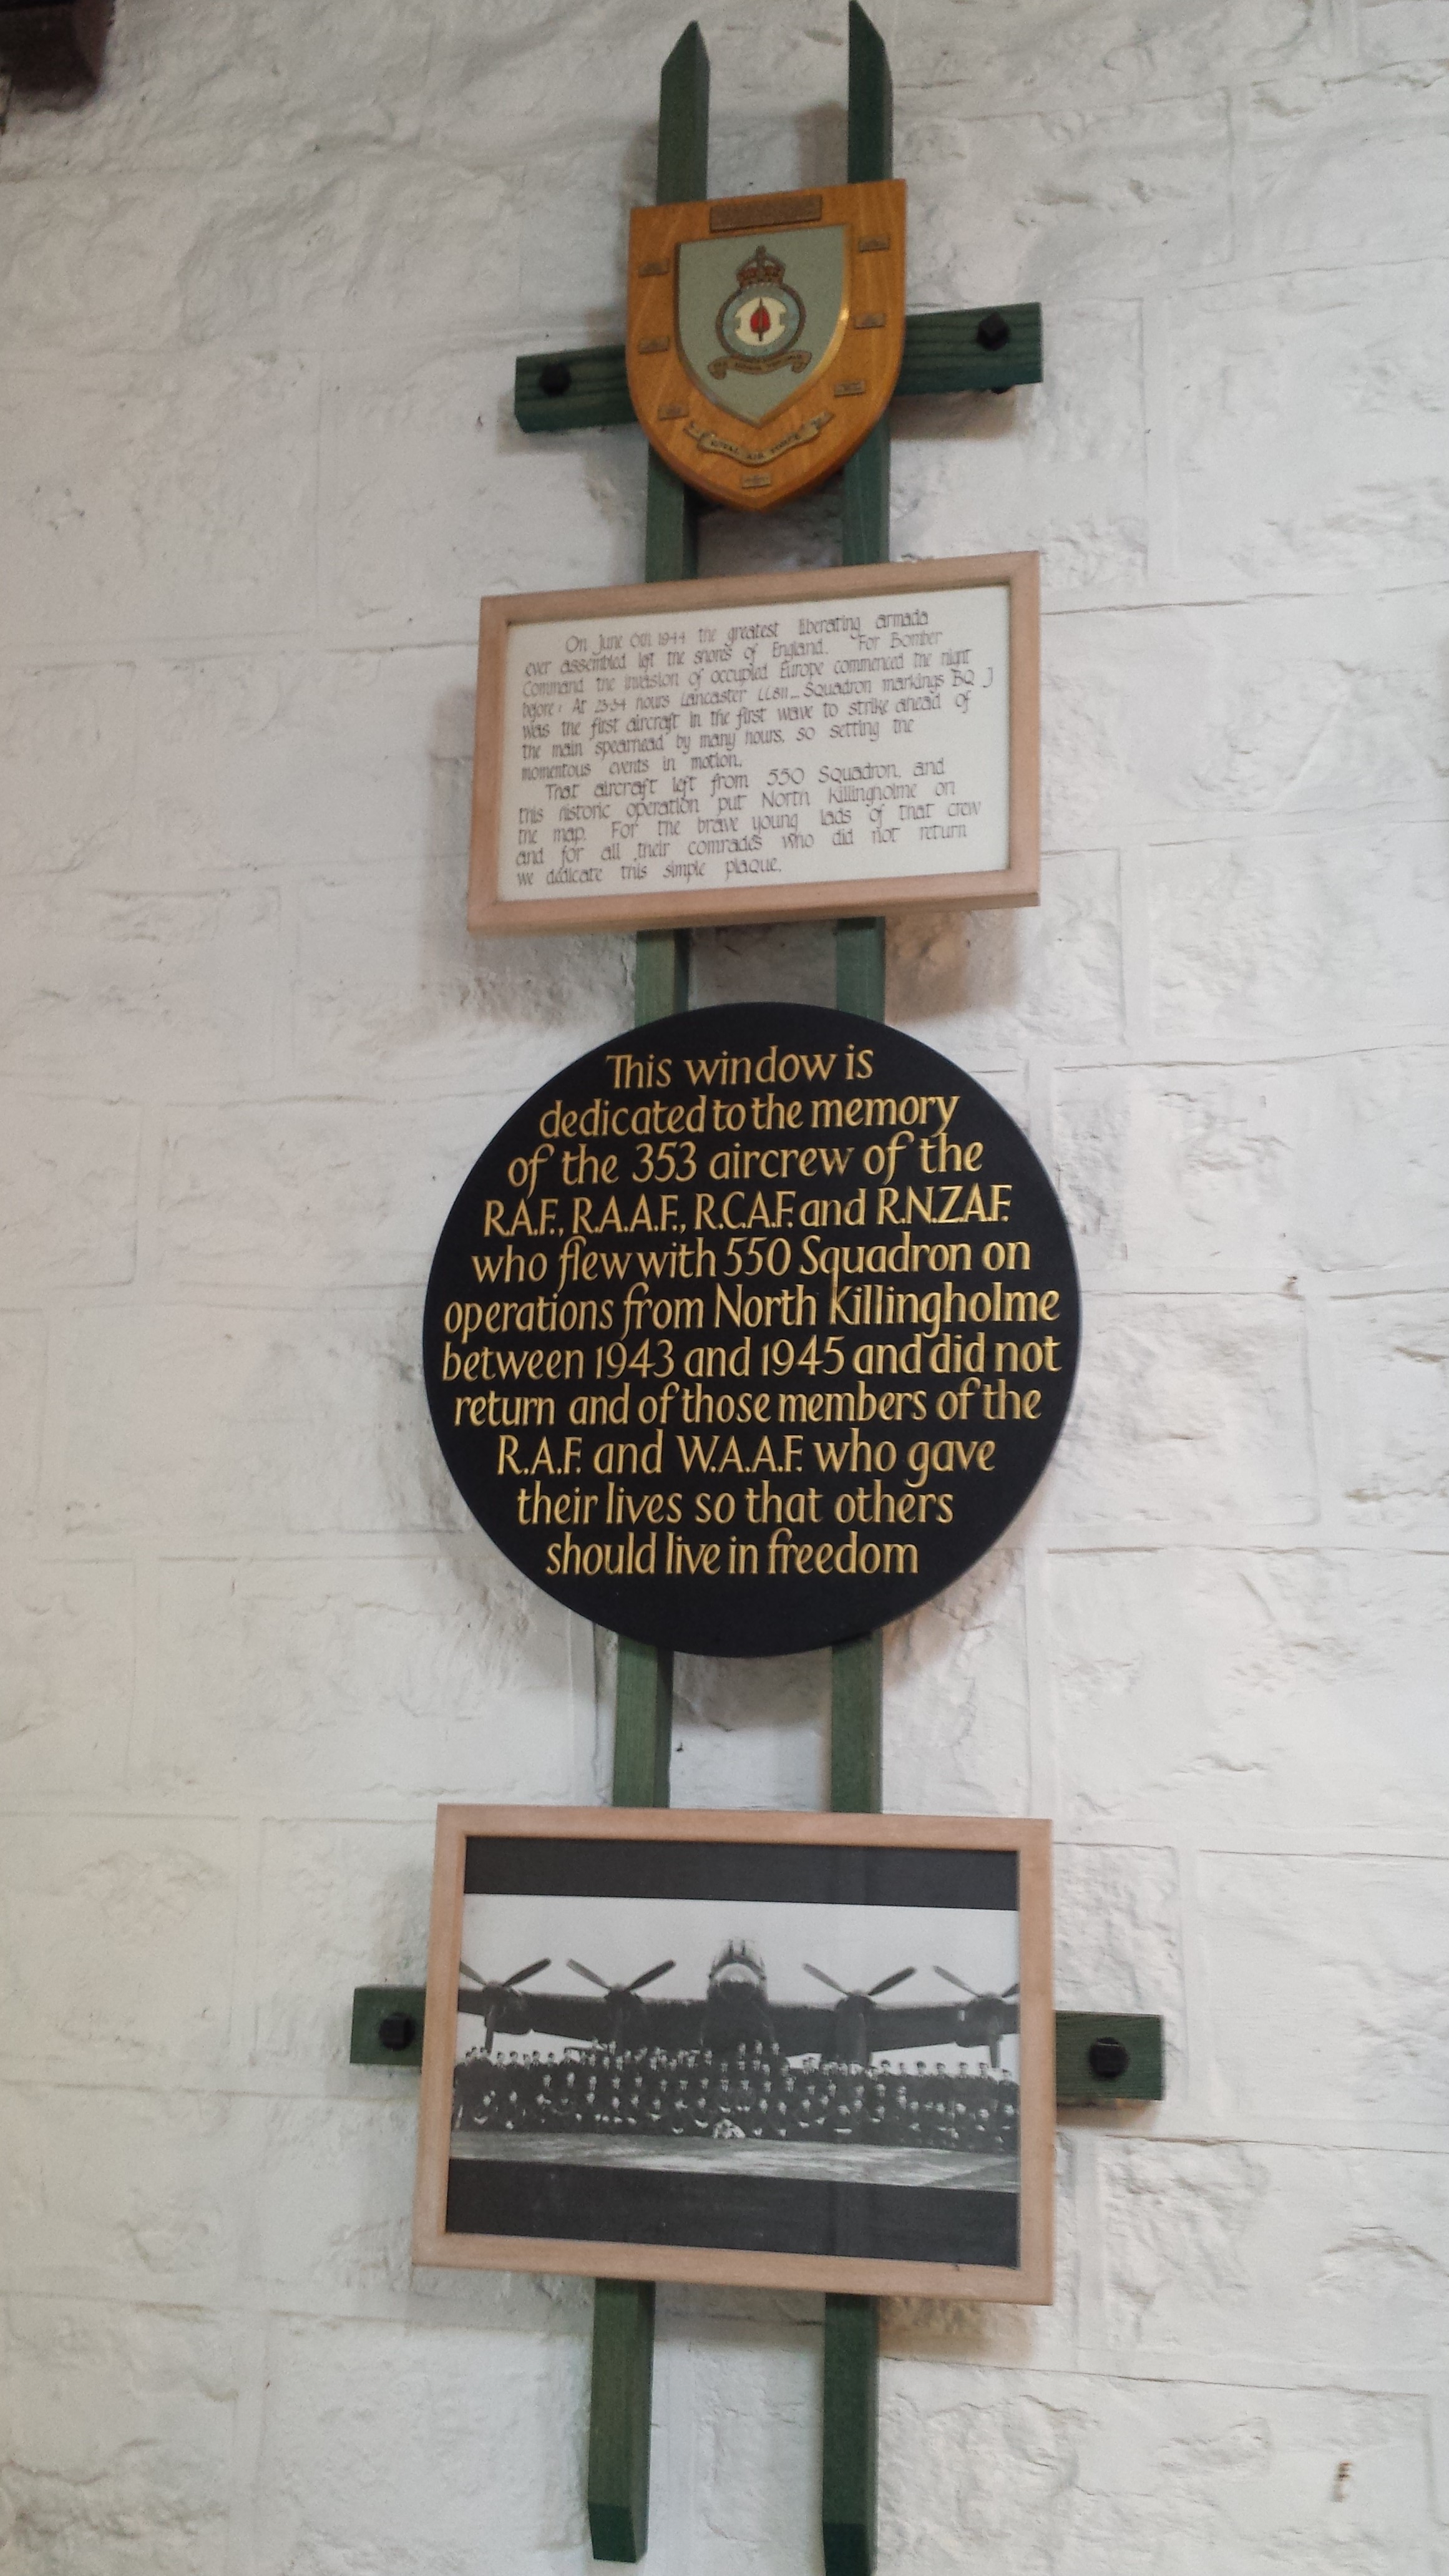 ROYAL AIR FORCE
On June 6th 1944 the greatest liberating armada
ever assembled left the shores of England. For Bomber
Command the invasion of occupied Europe commenced the night
before: At 23·34 hours Lancaster LL811... Squadron markings BQ J
was the first aircraft in the first wave to strike ahead of
the main spearhead by many hours, so setting the
momentous events in motion.
That aircraft left from 550 Squadron, and
this historic operation put North Killingholme on
the map. For the brave young lads of that crew
and for all their comrades who did not return
we dedicate this simple plaque.
This window is
dedicated to the memory
of the 353 aircrew of the
R.A.F., R.A.A.F., R.C.A.F. and R.N.Z.A.F.
who flew with 550 Squadron on
operations from North Killingholme
between 1943 and 1945 and did not
return and of those members of the
R.A.F. and W.A.A.F. who gave
their lives so that others
should live in freedom